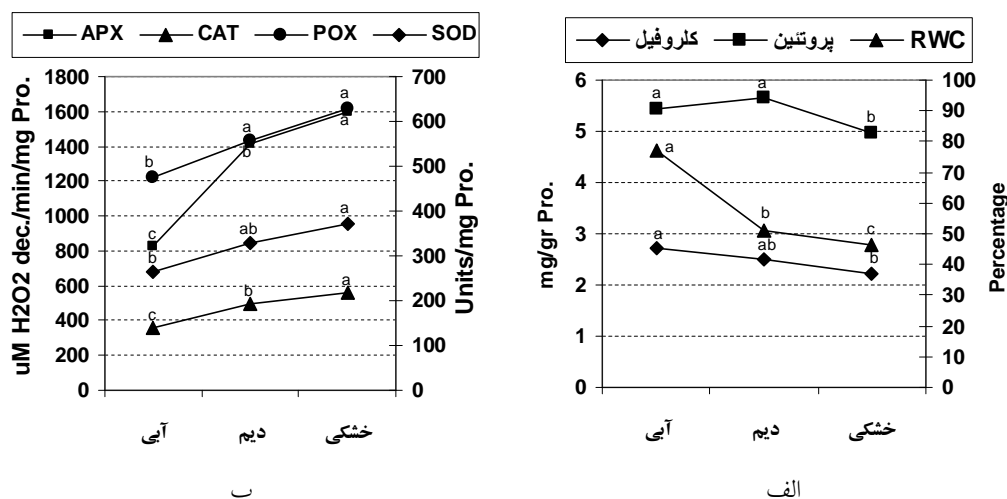 APX CAT POX SOD
uM H2O2 dec./min/mg Pro.
1800
1600
1400
1200
1000
800
600
400
200
0
700
600
500
400
300
200
100
0
Units/mg Pro.
b
a
a
b
a
c
b
ab
a
c
b
a
آبی دیم خشکی
ب
کلروفیل پروتئین RWC
mg/gr Pro.
6
5
4
3
2
1
0
100
90
80
70
60
50
40
30
20
10
0
Percentage
a
a
b
a
b
c
a
ab
b
آبی دیم خشکی
الف